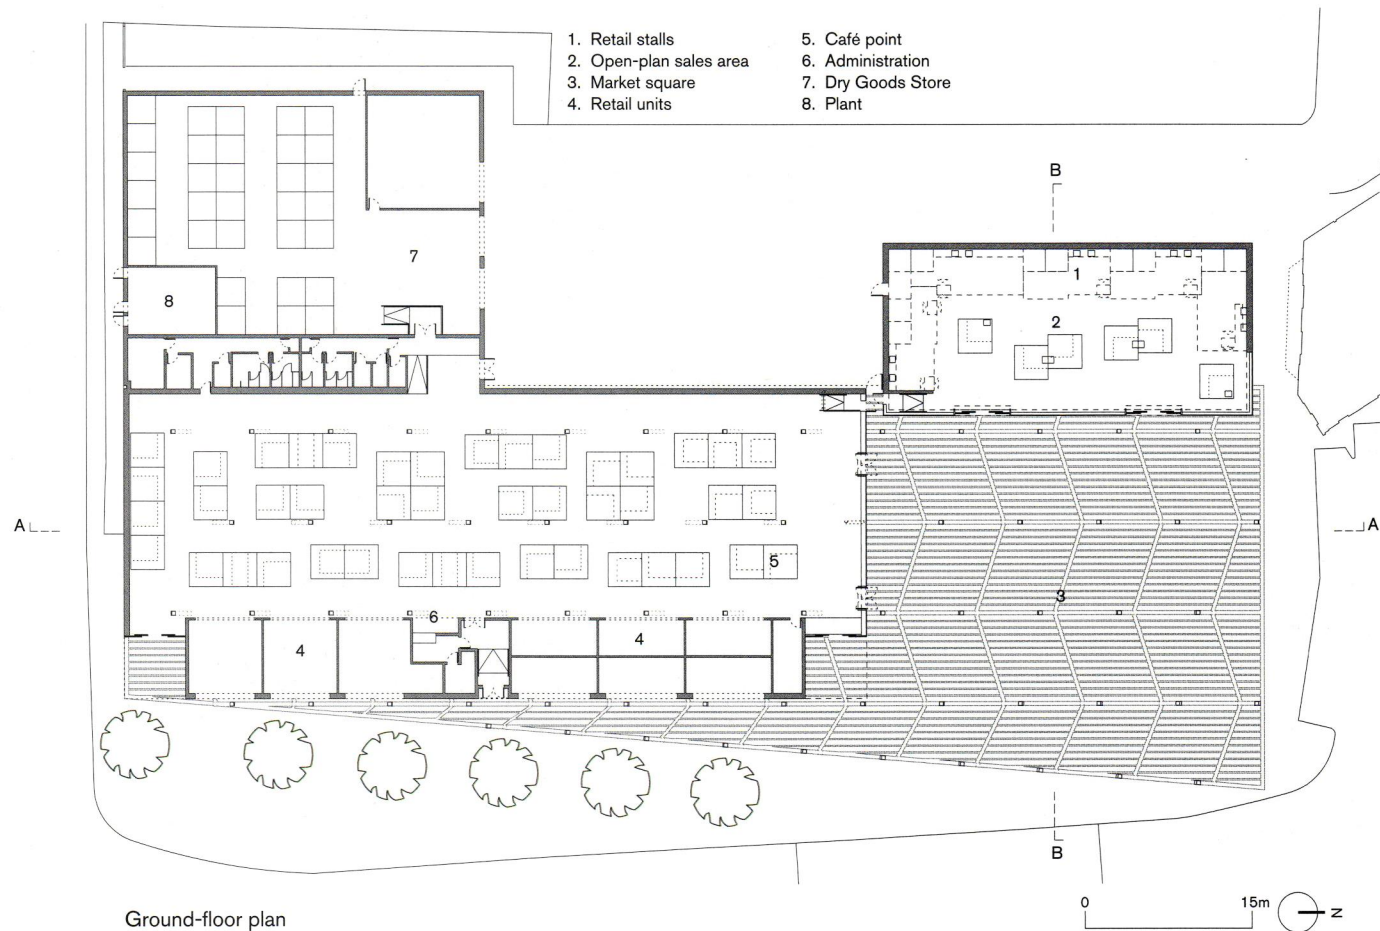 1. Retail stalls
2. Open-plan sales area
3. Market square
4. Retail units
5. Café point
6. Administration
7. Dry Goods Store
8. Plant
B
7
8
1
2
A
A
5
3
6
4
4
B
0 15m
N
Ground-floor plan